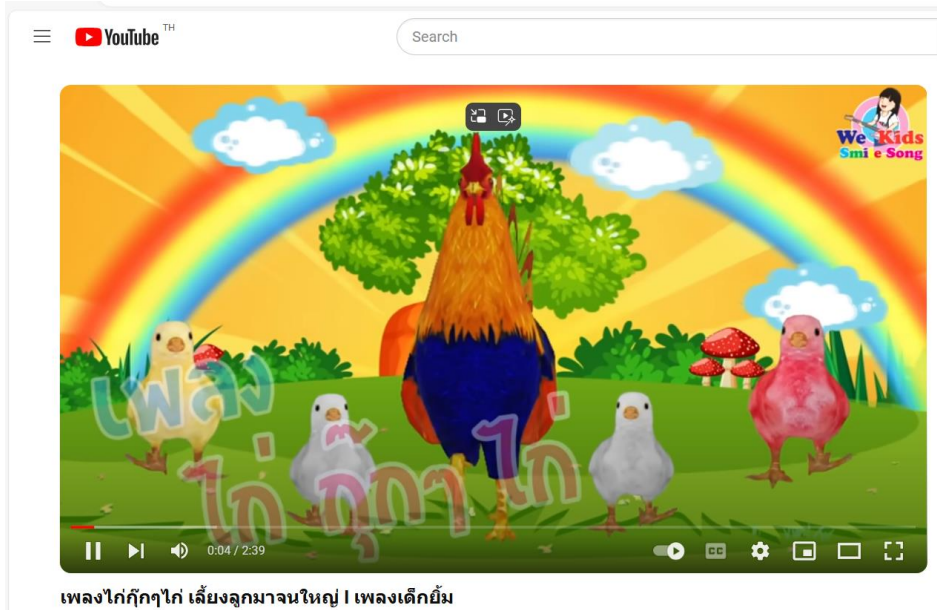 YouTube TH
Search
We Kids
Smile Song
เพลง
ไก่ กุ๊กๆ ไก่
0:04 / 2:39
CC
เพลงไก่กุ๊กๆไก่ เลี้ยงลูกมาจนใหญ่ l เพลงเด็กยิ้ม